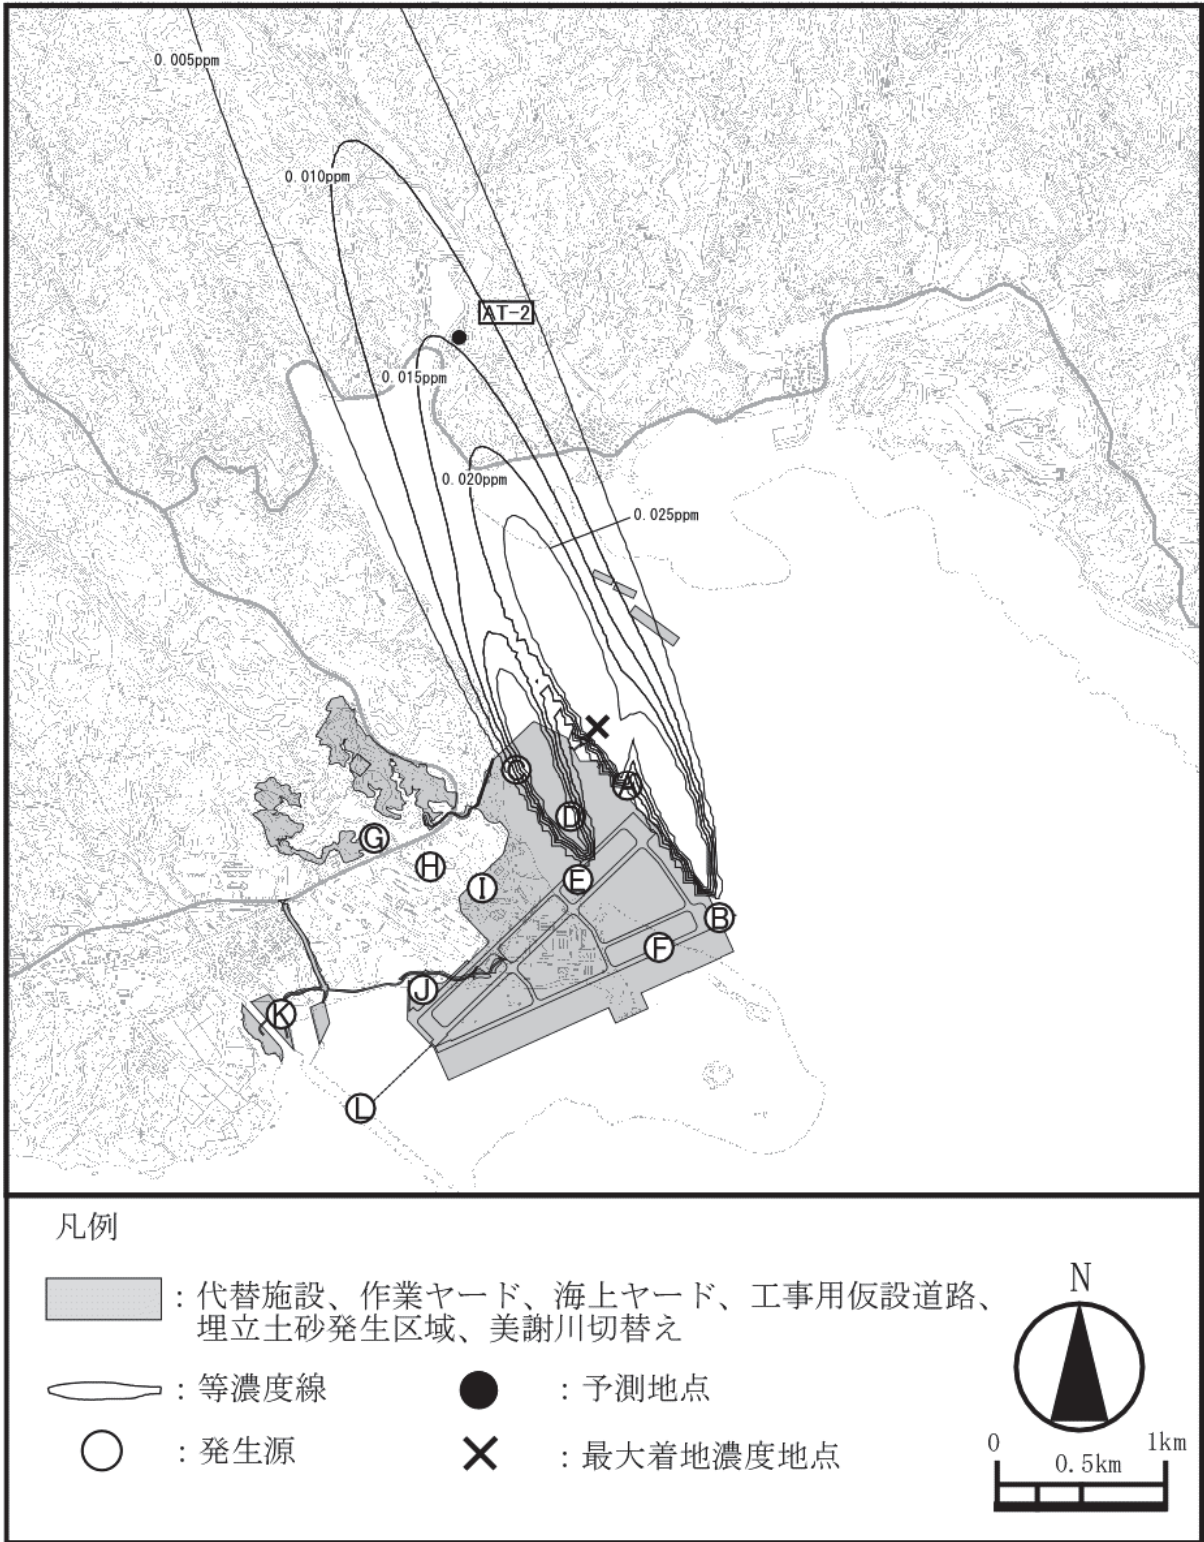 0.005ppm
0.010ppm
AT-2
0.015ppm
0.020ppm
0.025ppm
C
A
D
G
H
E
I
B
F
J
K
L
凡例
：代替施設、作業ヤード、海上ヤード、工事用仮設道路、
埋立土砂発生区域、美謝川切替え
：等濃度線
：予測地点
：発生源
：最大着地濃度地点
N
0 1km
0.5km